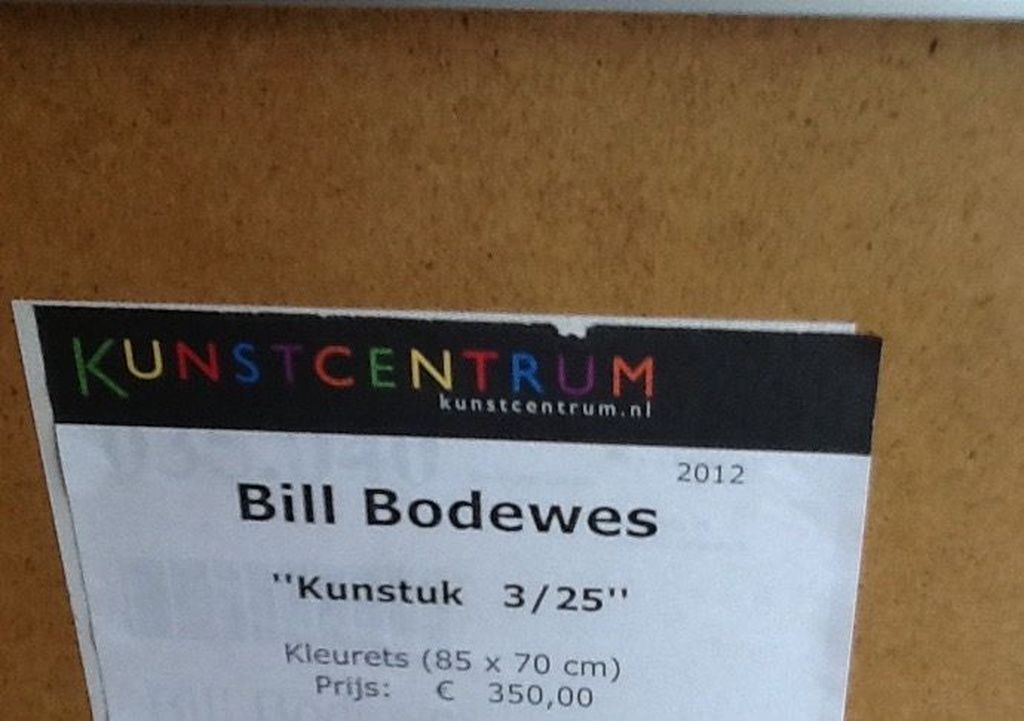 KUNSTCENTRUM
kunstcentrum.nl
2012
Bill Bodewes
"Kunstuk 3/25"
Kleurets (85 x 70 cm)
Prijs: € 350,00